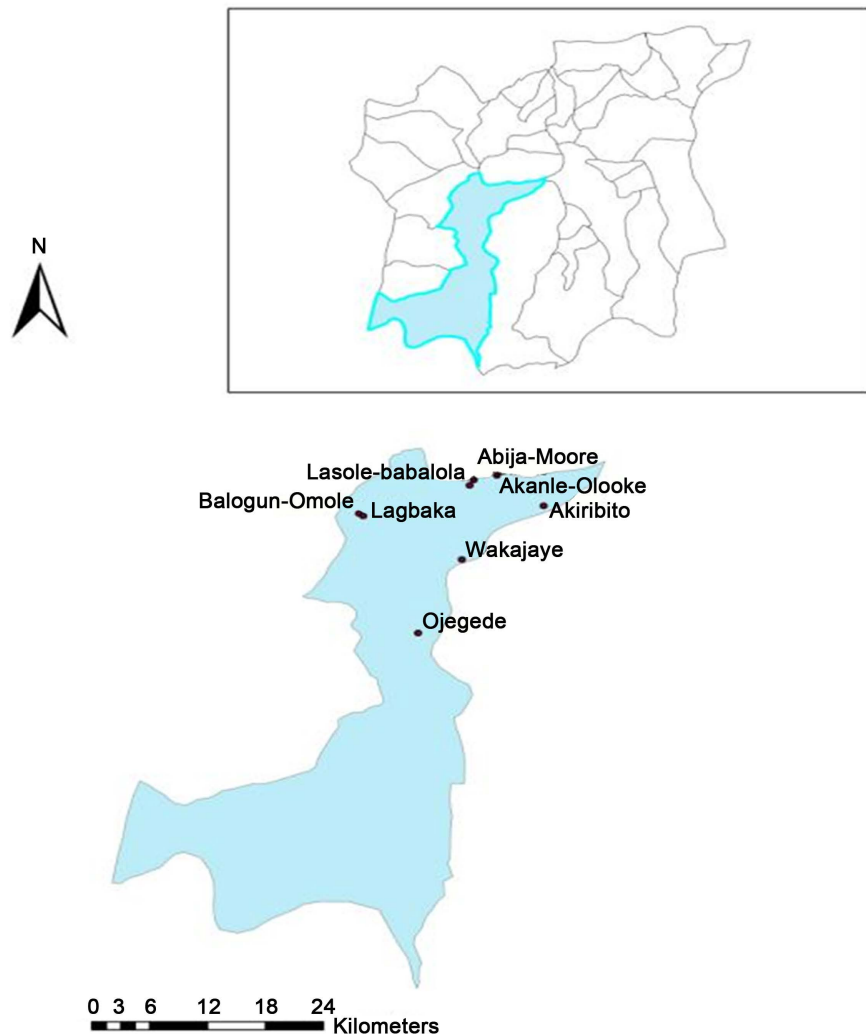 N
Abija-Moore
Lasole-babalola
Akanle-Olooke
Balogun-Omole
Lagbaka
Akiribito
Wakajaye
Ojegede
0 3 6 12 18 24
Kilometers